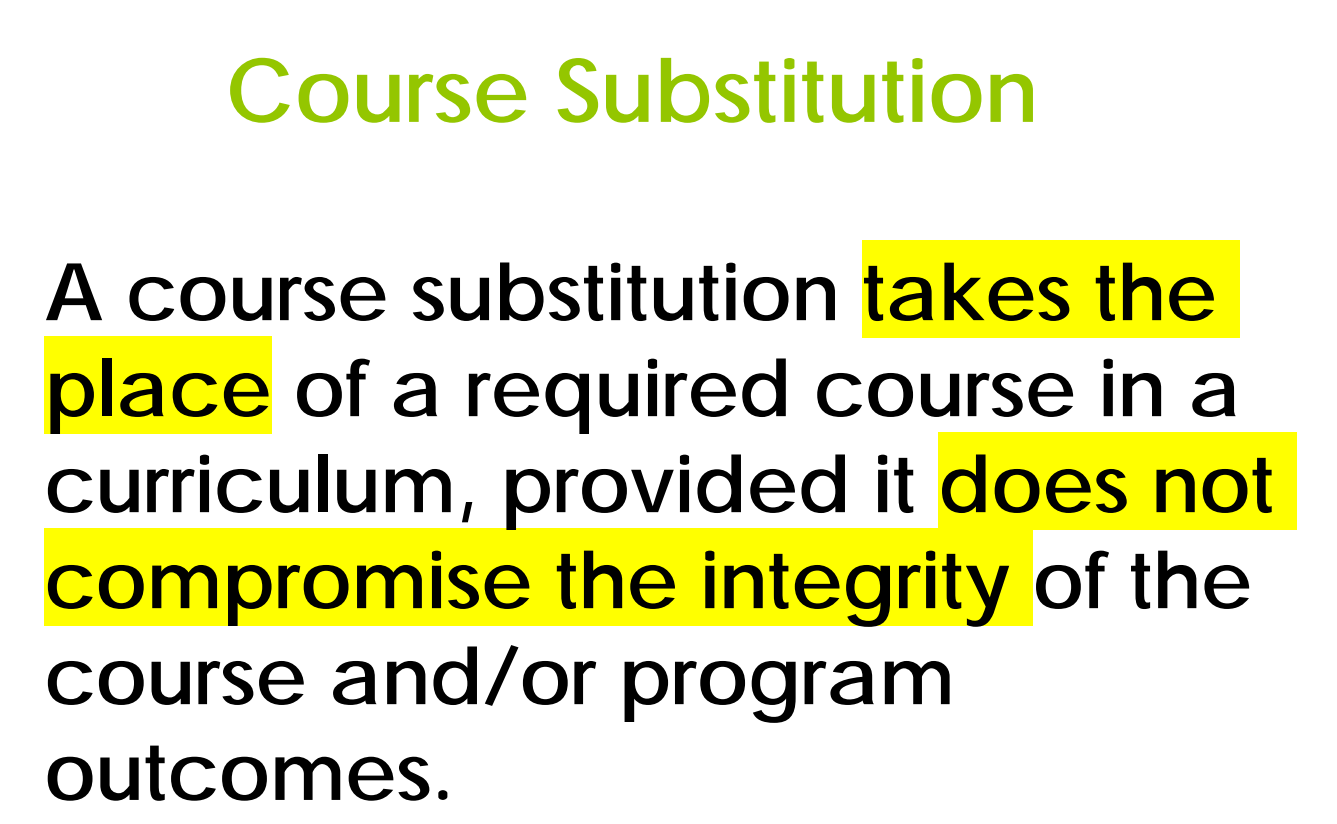 Course Substitution
A course substitution takes the
place of a required course in a
curriculum, provided it does not
compromise the integrity of the
course and/or program
outcomes.